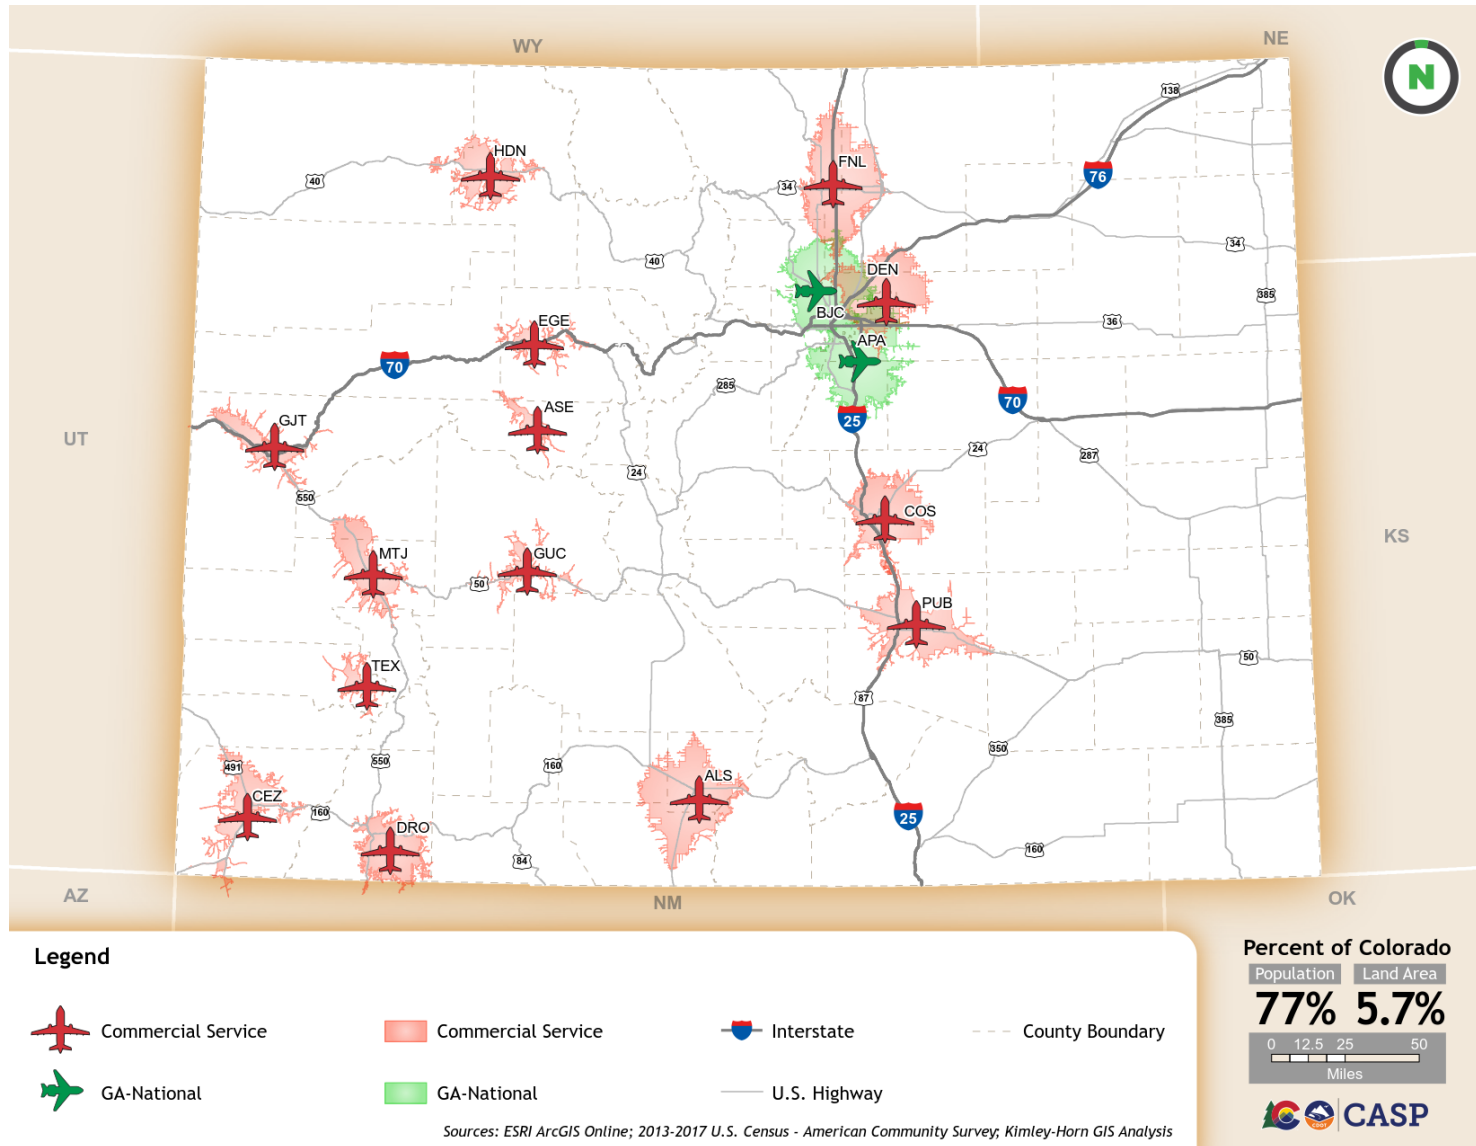 WY
NE
N
138
HDN
FNL
76
40
34
34
40
DEN
385
BJC
36
EGE
APA
70
285
70
ASE
25
GJT
UT
24
24
287
550
COS
KS
MTJ
GUC
50
PUB
TEX
50
87
385
350
491
550
160
ALS
CEZ
160
25
DRO
84
160
AZ
NM
OK
Legend
Percent of Colorado
Population Land Area
77% 5.7%
Commercial Service Commercial Service Interstate County Boundary
0 12.5 25 50
Miles
GA-National GA-National U.S. Highway
CDOT
CASP
Sources: ESRI ArcGIS Online; 2013-2017 U.S. Census - American Community Survey; Kimley-Horn GIS Analysis